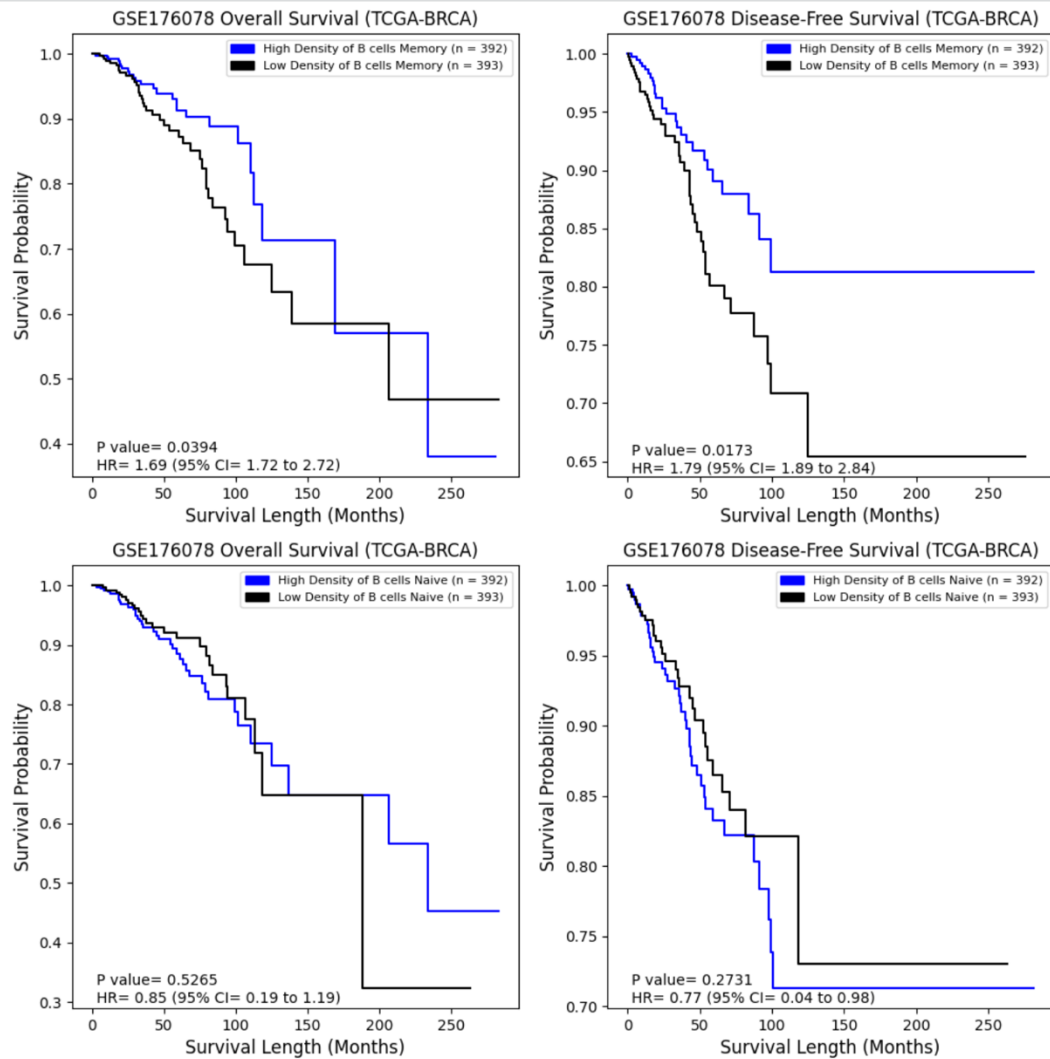 GSE176078 Overall Survival (TCGA-BRCA)
High Density of B cells Memory (n = 392)
Low Density of B cells Memory (n = 393)
Survival Probability
1.0
0.9
0.8
0.7
0.6
0.5
0.4
P value= 0.0394
HR= 1.69 (95% CI= 1.72 to 2.72)
0 50 100 150 200 250
Survival Length (Months)
GSE176078 Disease-Free Survival (TCGA-BRCA)
High Density of B cells Memory (n = 392)
Low Density of B cells Memory (n = 393)
Survival Probability
1.00
0.95
0.90
0.85
0.80
0.75
0.70
0.65
P value= 0.0173
HR= 1.79 (95% CI= 1.89 to 2.84)
0 50 100 150 200 250
Survival Length (Months)
GSE176078 Overall Survival (TCGA-BRCA)
High Density of B cells Naive (n = 392)
Low Density of B cells Naive (n = 393)
Survival Probability
1.0
0.9
0.8
0.7
0.6
0.5
0.4
0.3
P value= 0.5265
HR= 0.85 (95% CI= 0.19 to 1.19)
0 50 100 150 200 250
Survival Length (Months)
GSE176078 Disease-Free Survival (TCGA-BRCA)
High Density of B cells Naive (n = 392)
Low Density of B cells Naive (n = 393)
Survival Probability
1.00
0.95
0.90
0.85
0.80
0.75
0.70
P value= 0.2731
HR= 0.77 (95% CI= 0.04 to 0.98)
0 50 100 150 200 250
Survival Length (Months)